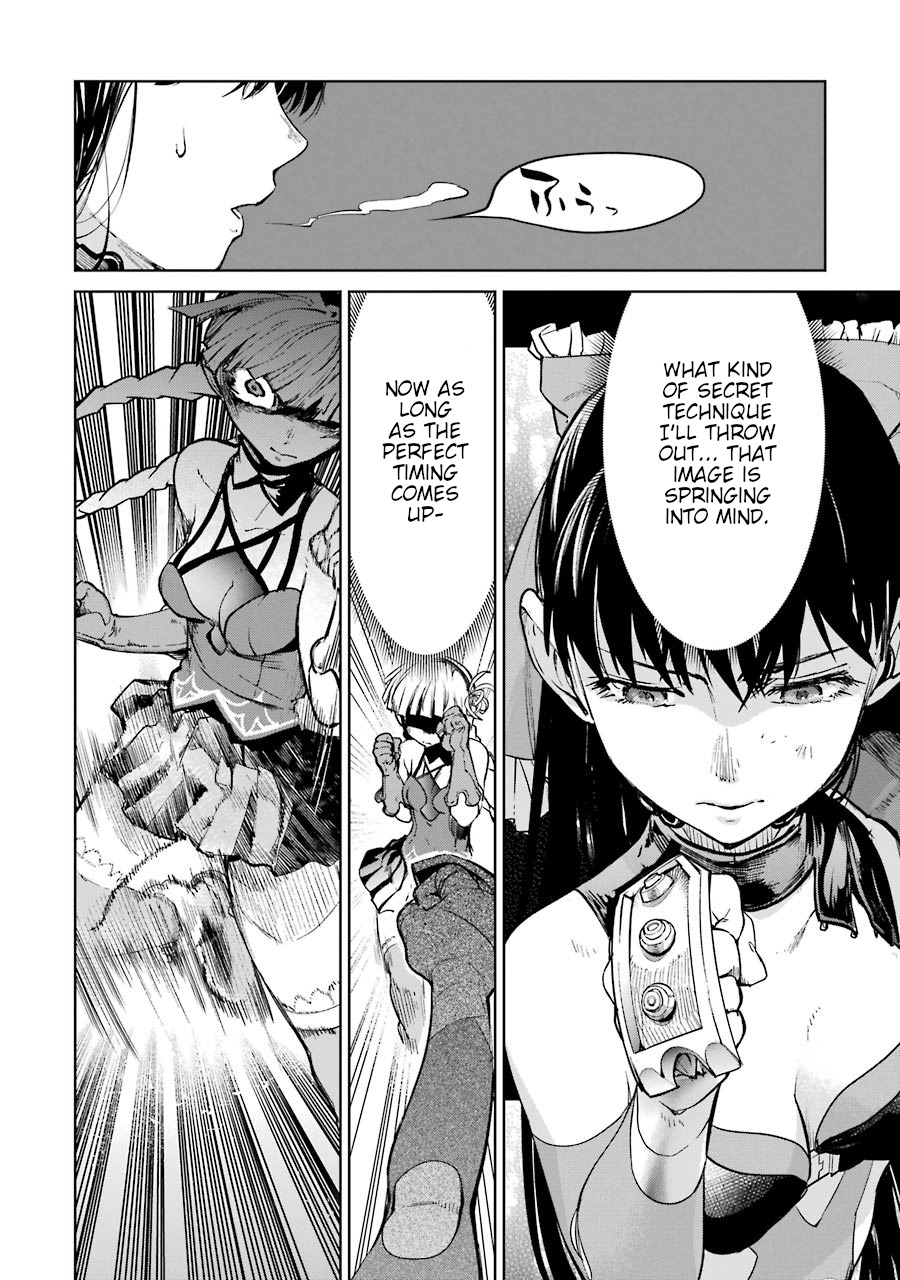 ふぅっ
WHAT KIND
OF SECRET
TECHNIQUE
I'LL THROW
OUT... THAT
IMAGE IS
SPRINGING
INTO MIND.
NOW AS
LONG
AS THE
PERFECT
TIMING
COMES
UP-